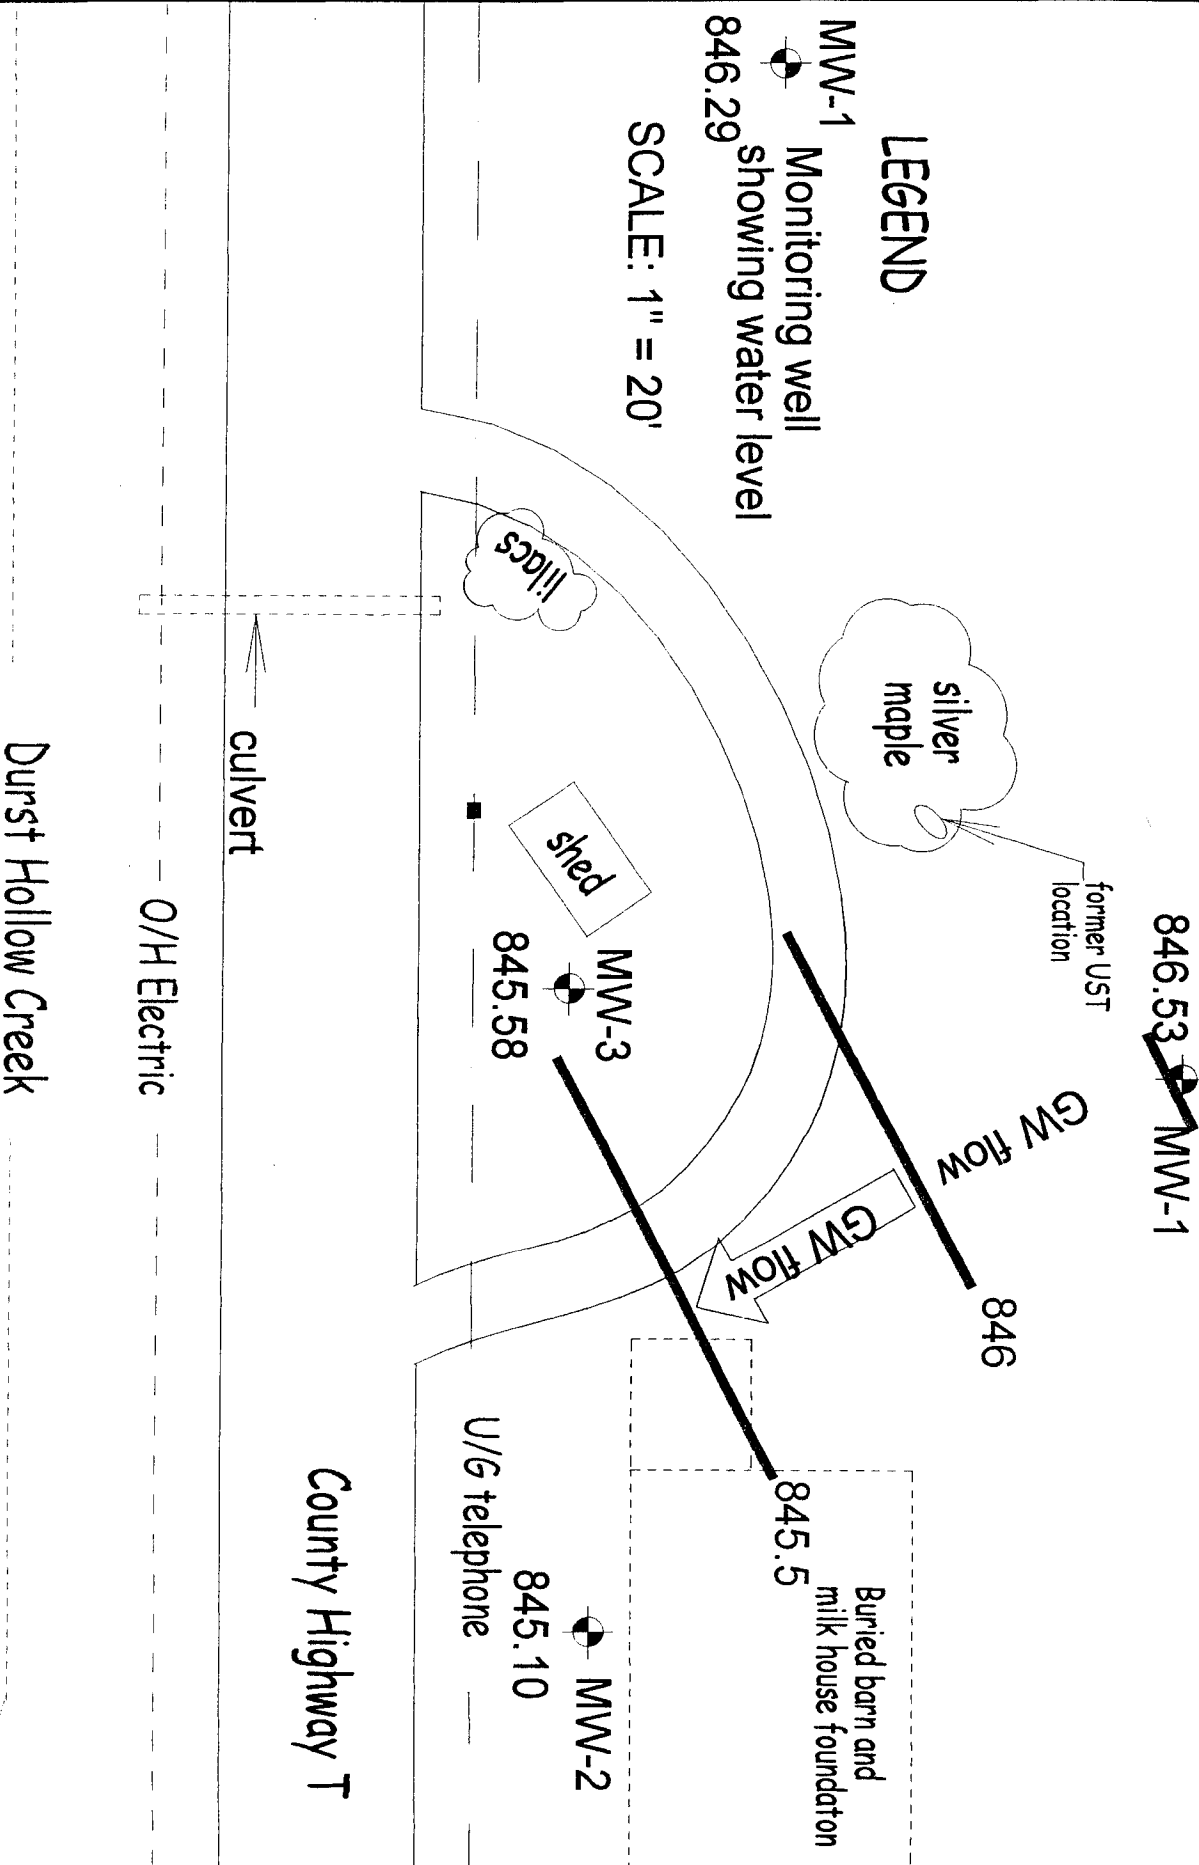 LEGEND
MW-1
Monitoring well
846.29 showing water level
SCALE: 1" = 20'
846.53 MW-1
former UST
location
silver
maple
GW flow
GW flow
846
845.5
Buried barn and
milk house foundaton
lilacs
shed
MW-3
845.58
MW-2
845.10
U/G telephone
County Highway T
culvert
O/H Electric
Durst Hollow Creek